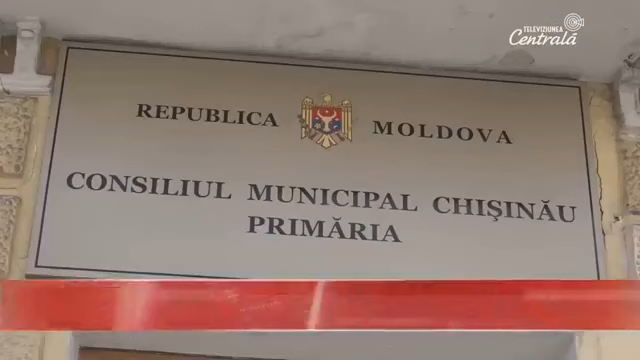 TELEVIZIUNEA
Centrală
REPUBLICA MOLDOVA
CONSILIUL MUNICIPAL CHIŞINĂU
PRIMĂRIA